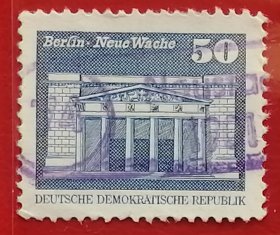 Berlin · Neue Wache
50
DEUTSCHE DEMOKRATISCHE REPUBLIK